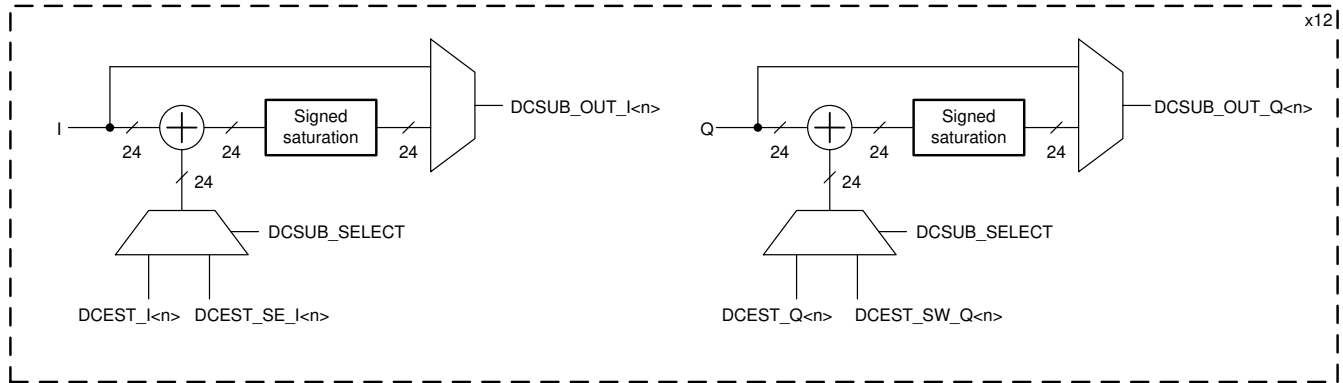 x12
I
24
24
Signed
saturation
24
DCSUB_OUT_I<n>
24
DCSUB_SELECT
DCEST_I<n>
DCEST_SE_I<n>
Q
24
24
Signed
saturation
24
DCSUB_OUT_Q<n>
24
DCSUB_SELECT
DCEST_Q<n>
DCEST_SW_Q<n>